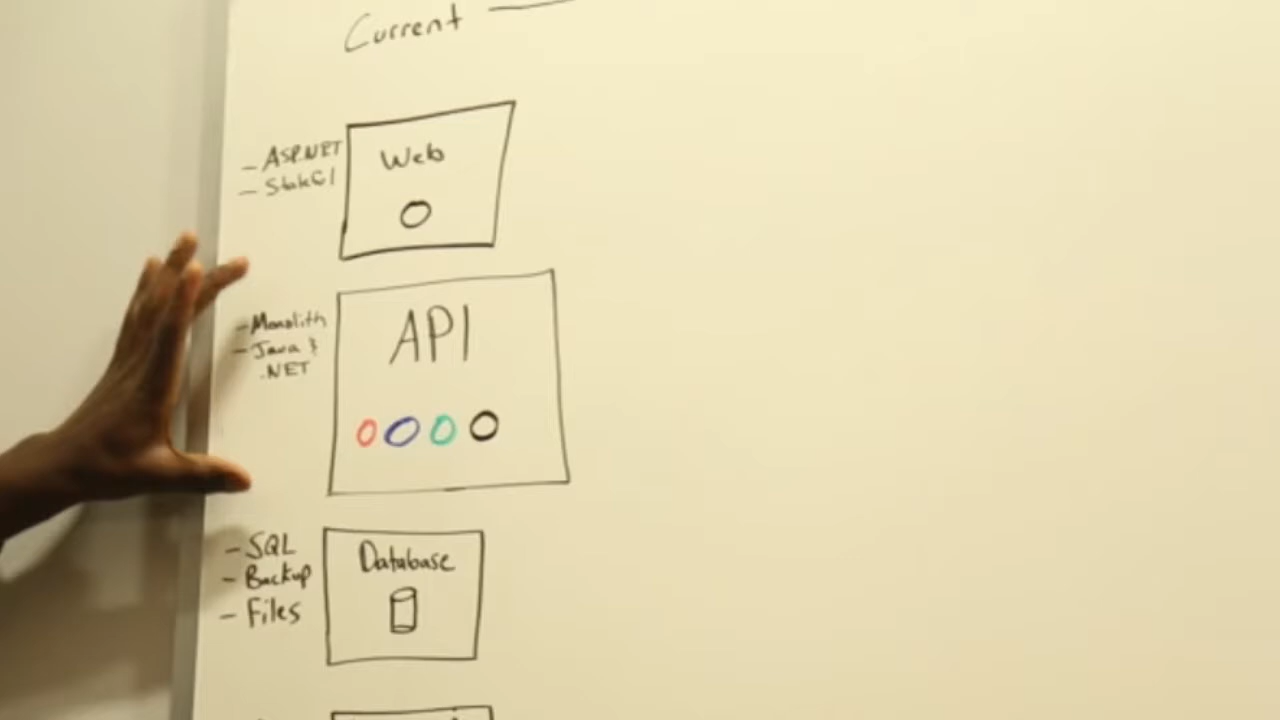 Current
- ASP.NET
Web
- Monolith
- Java &
.NET
API
- SQL
- Backup
- Files
Database